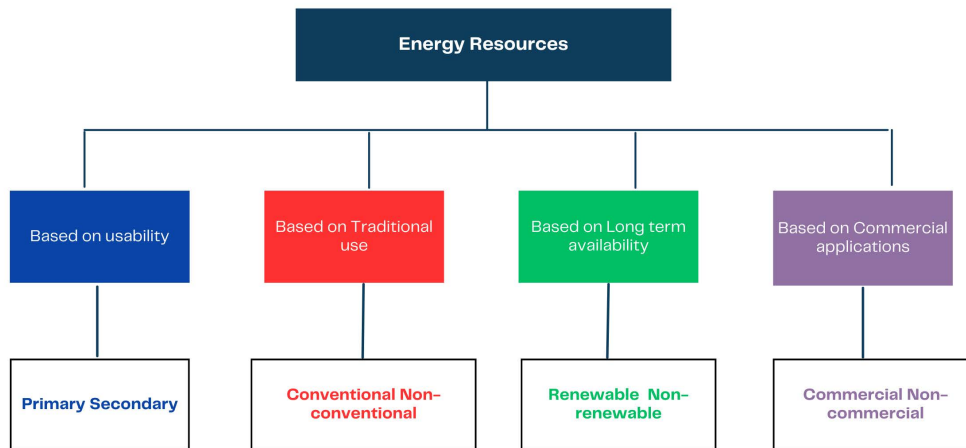 Energy Resources
Based on usability
Based on Traditional
use
Based on Long term
availability
Based on Commercial
applications
Primary Secondary
Conventional Non-
conventional
Renewable Non-
renewable
Commercial Non-
commercial